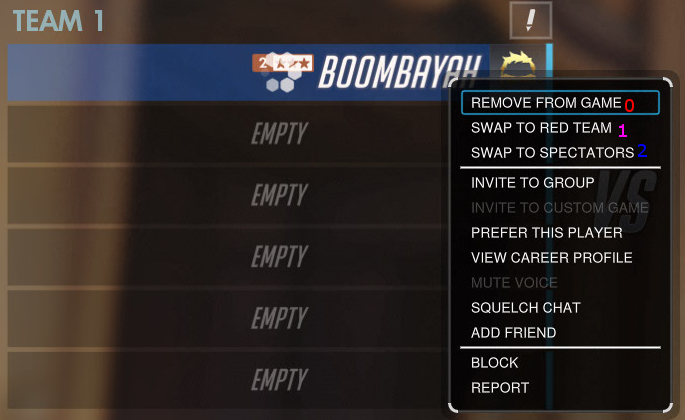 TEAM 1
!
2
BOOMBAYAH
EMPTY
EMPTY
EMPTY
EMPTY
EMPTY
REMOVE FROM GAME 0
SWAP TO RED TEAM 1
SWAP TO SPECTATORS 2
INVITE TO GROUP
INVITE TO CUSTOM GAME
PREFER THIS PLAYER
VIEW CAREER PROFILE
MUTE VOICE
SQUELCH CHAT
ADD FRIEND
BLOCK
REPORT
VS